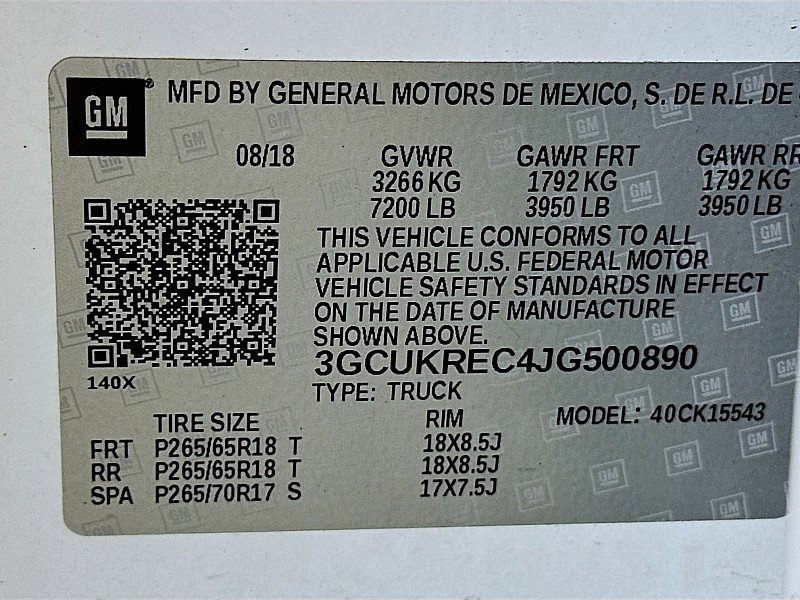 GM® MFD BY GENERAL MOTORS DE MEXICO, S. DE R.L. DE
08/18 GVWR GAWR FRT GAWR RR
3266 KG 1792 KG 1792 KG
7200 LB 3950 LB 3950 LB
THIS VEHICLE CONFORMS TO ALL
APPLICABLE U.S. FEDERAL MOTOR
VEHICLE SAFETY STANDARDS IN EFFECT
ON THE DATE OF MANUFACTURE
SHOWN ABOVE.
3GCUKREC4JG500890
140X
TYPE: TRUCK
TIRE SIZE RIM MODEL: 40CK15543
FRT P265/65R18 T 18X8.5J
RR P265/65R18 T 18X8.5J
SPA P265/70R17 S 17X7.5J